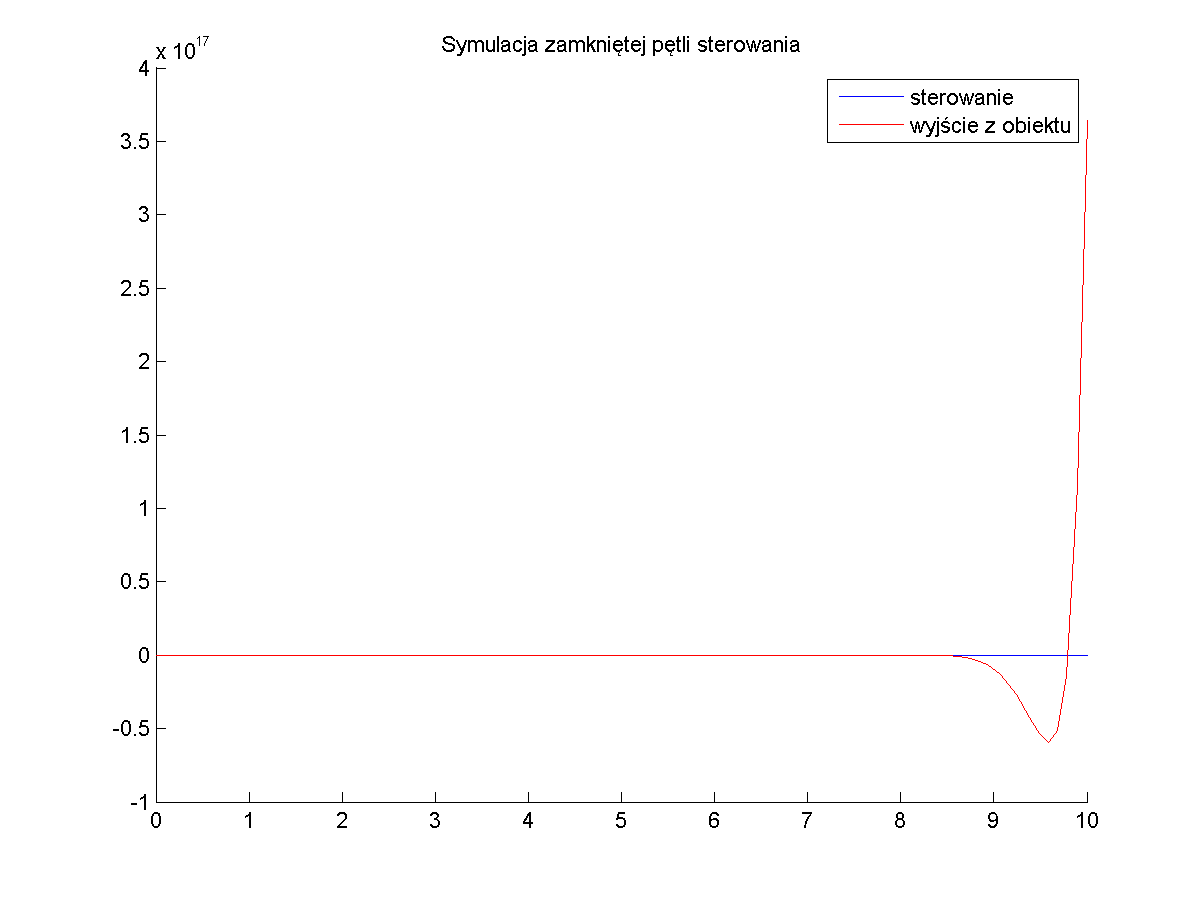 Symulacja zamkniętej pętli sterowania
x 10^17
sterowanie
wyjście z obiektu
4
3.5
3
2.5
2
1.5
1
0.5
0
-0.5
-1
0 1 2 3 4 5 6 7 8 9 10